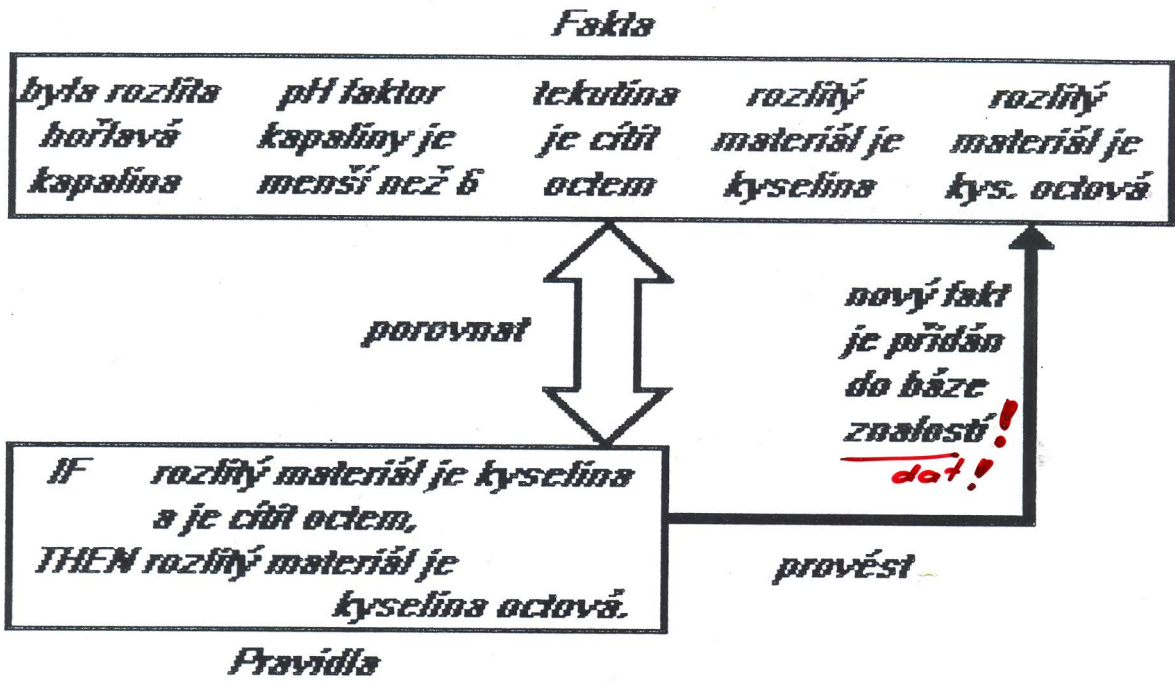 Fakta
byla rozlita
hořlavá
kapalina
pH faktor
kapaliny je
menší než 6
tekutina
je cítit
octem
rozlitý
materiál je
kyselina
rozlitý
materiál je
kys. octová
porovnat
nový fakt
je přidán
do báze
znalostí!
dat!
IF rozlitý materiál je kyselina
a je cítit octem,
THEN rozlitý materiál je
kyselina octová.
provést
Pravidla